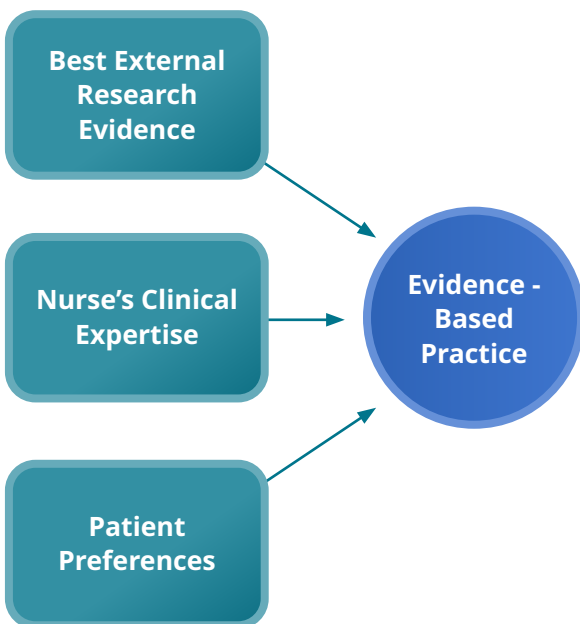 Best External
Research
Evidence
Nurse’s Clinical
Expertise
Patient
Preferences
Evidence -
Based
Practice